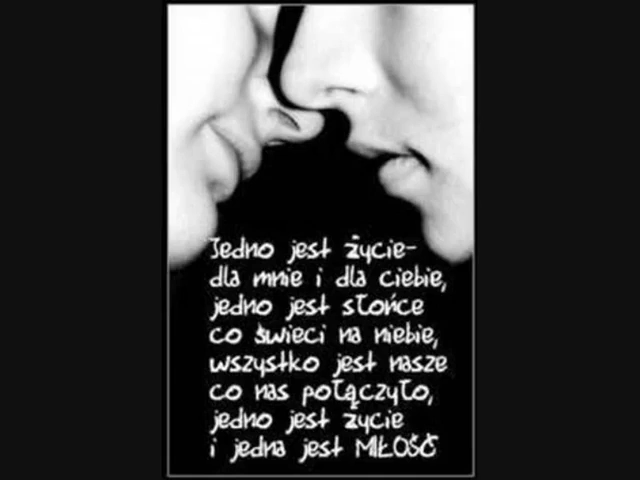 Jedno jest życie-
dla mnie i dla ciebie,
jedno jest słońce
co świeci na niebie,
wszystko jest nasze
co nas połączyło,
jedno jest życie
i jedna jest MIŁOŚĆ